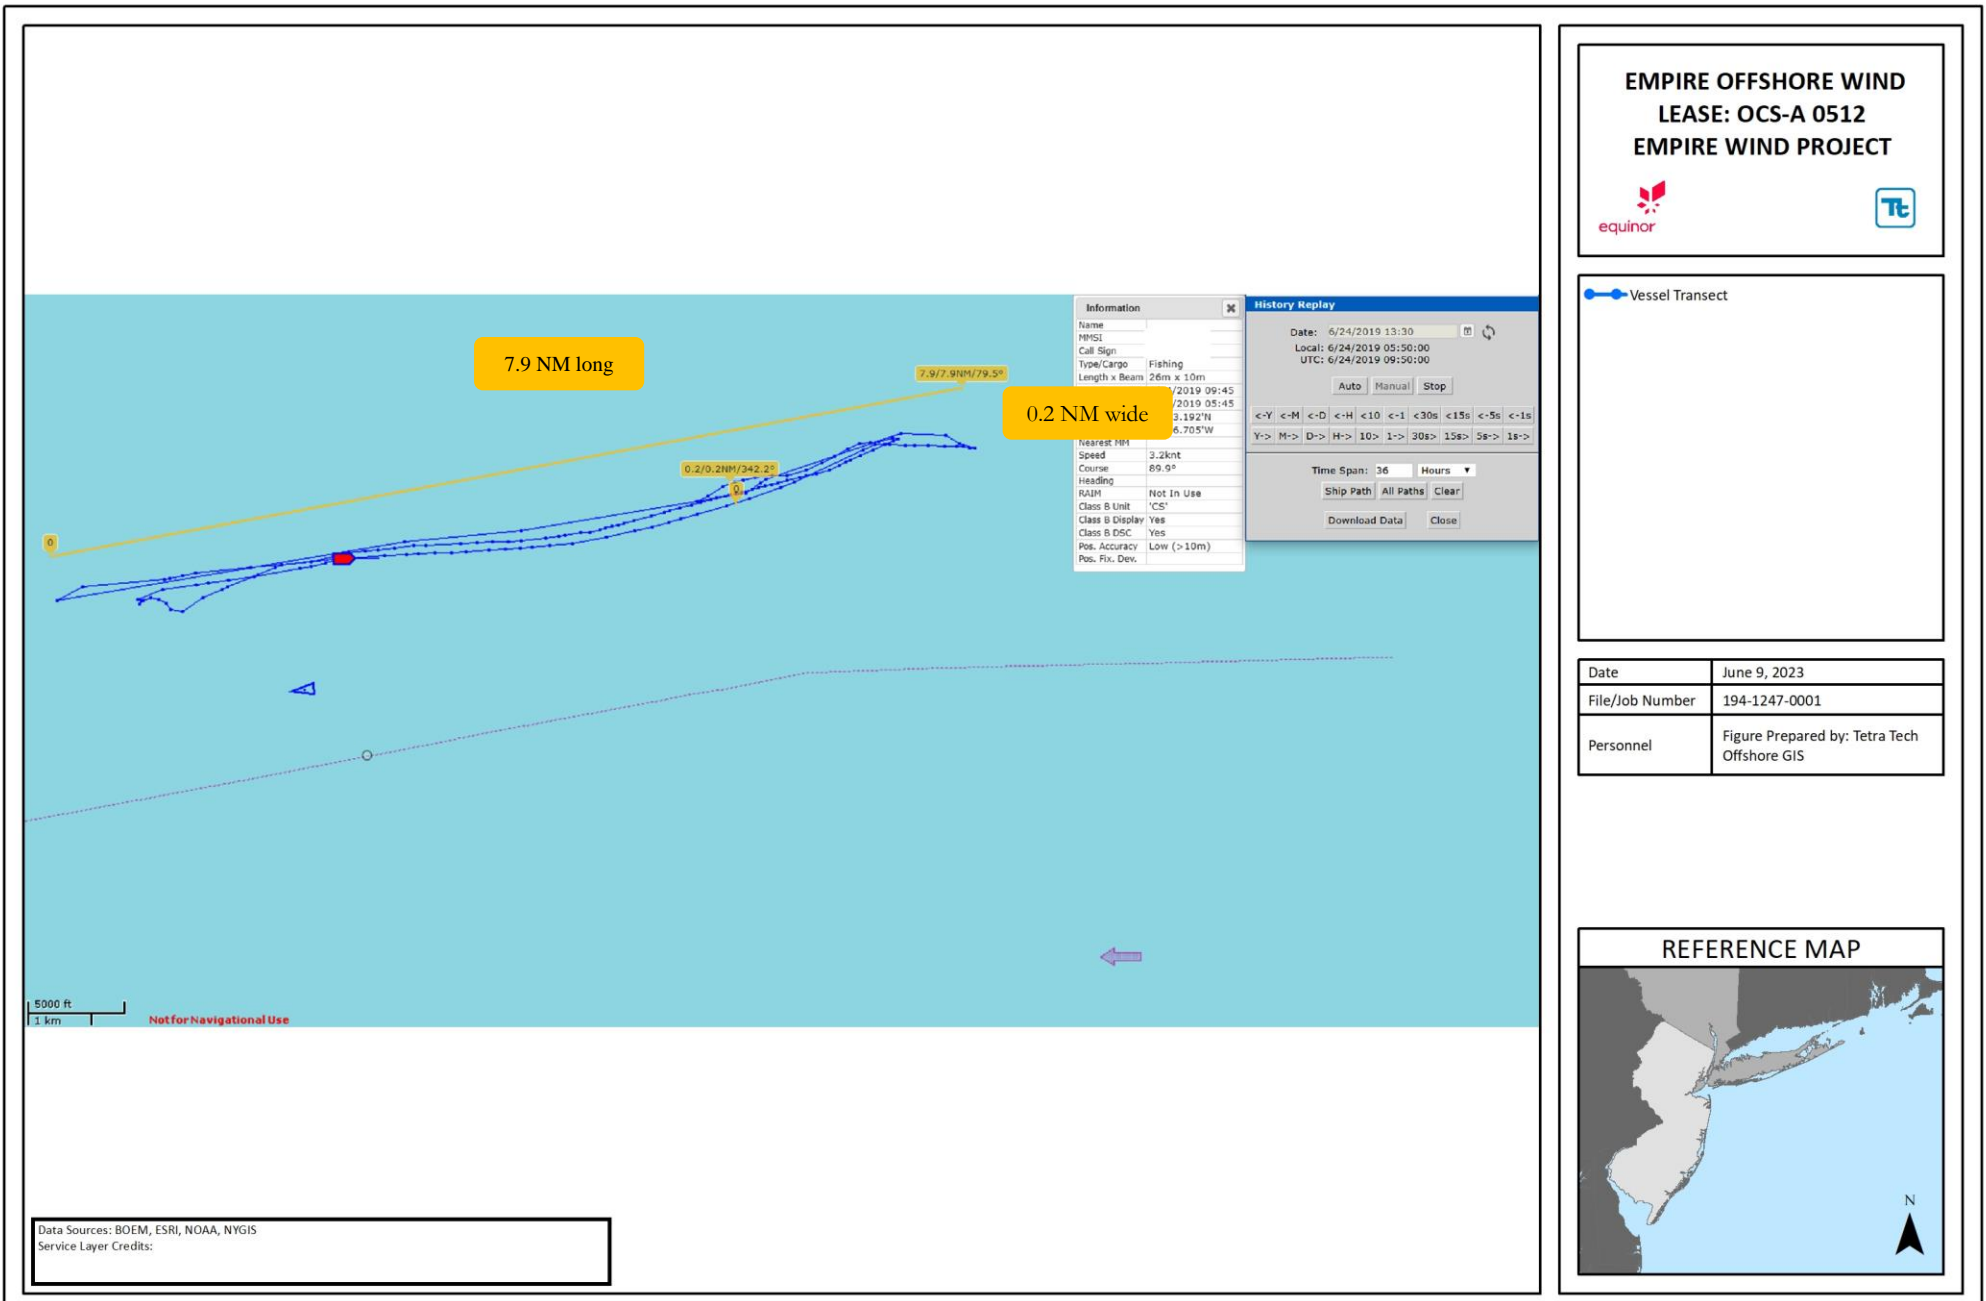 7.9 NM long
7.9/7.9NM/79.5°
0.2 NM wide
0.2/0.2NM/342.2°
0
0
Information
Name
MMSI
Call Sign
Type/Cargo Fishing
Length x Beam 26m x 10m
/2019 09:45
/2019 05:45
3.192'N
6.705'W
Nearest MM
Speed 3.2knt
Course 89.9°
Heading
RAIM Not In Use
Class B Unit 'CS'
Class B Display Yes
Class B DSC Yes
Pos. Accuracy Low (>10m)
Pos. Fix. Dev.
History Replay
Date: 6/24/2019 13:30
Local: 6/24/2019 05:50:00
UTC: 6/24/2019 09:50:00
Auto Manual Stop
<-Y <-M <-D <-H <10 <-1 <30s <15s <-5s <-1s
Y-> M-> D-> H-> 10> 1-> 30s> 15s> 5s-> 1s->
Time Span: 36 Hours
Ship Path All Paths Clear
Download Data Close
5000 ft
1 km
Not for Navigational Use
Data Sources: BOEM, ESRI, NOAA, NYGIS
Service Layer Credits:
EMPIRE OFFSHORE WIND
LEASE: OCS-A 0512
EMPIRE WIND PROJECT
equinor
Tt
Vessel Transect
Date June 9, 2023
File/Job Number 194-1247-0001
Personnel Figure Prepared by: Tetra Tech
Offshore GIS
REFERENCE MAP
N